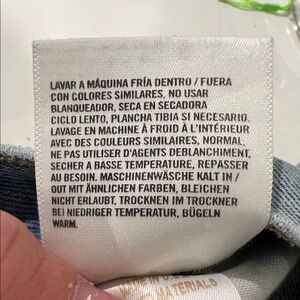 LAVAR A MÁQUINA FRÍA DENTRO / FUERA
CON COLORES SIMILARES, NO USAR
BLANQUEADOR, SECA EN SECADORA
CICLO LENTO, PLANCHA TIBIA SI NECESARIO.
LAVAGE EN MACHINE À FROID À L'INTÉRIEUR
AVEC DES COULEURS SIMILAIRES, NORMAL,
NE PAS UTILISER D'AGENTS DEBLANCHIMENT,
SECHER A BASSE TEMPERATURE, REPASSER
AU BESOIN. MASCHINENWÄSCHE KALT IN /
OUT MIT ÄHNLICHEN FARBEN, BLEICHEN
NICHT ERLAUBT, TROCKNEN IM TROCKNER
BEI NIEDRIGER TEMPERATUR, BÜGELN
WARM.
MATERIALS